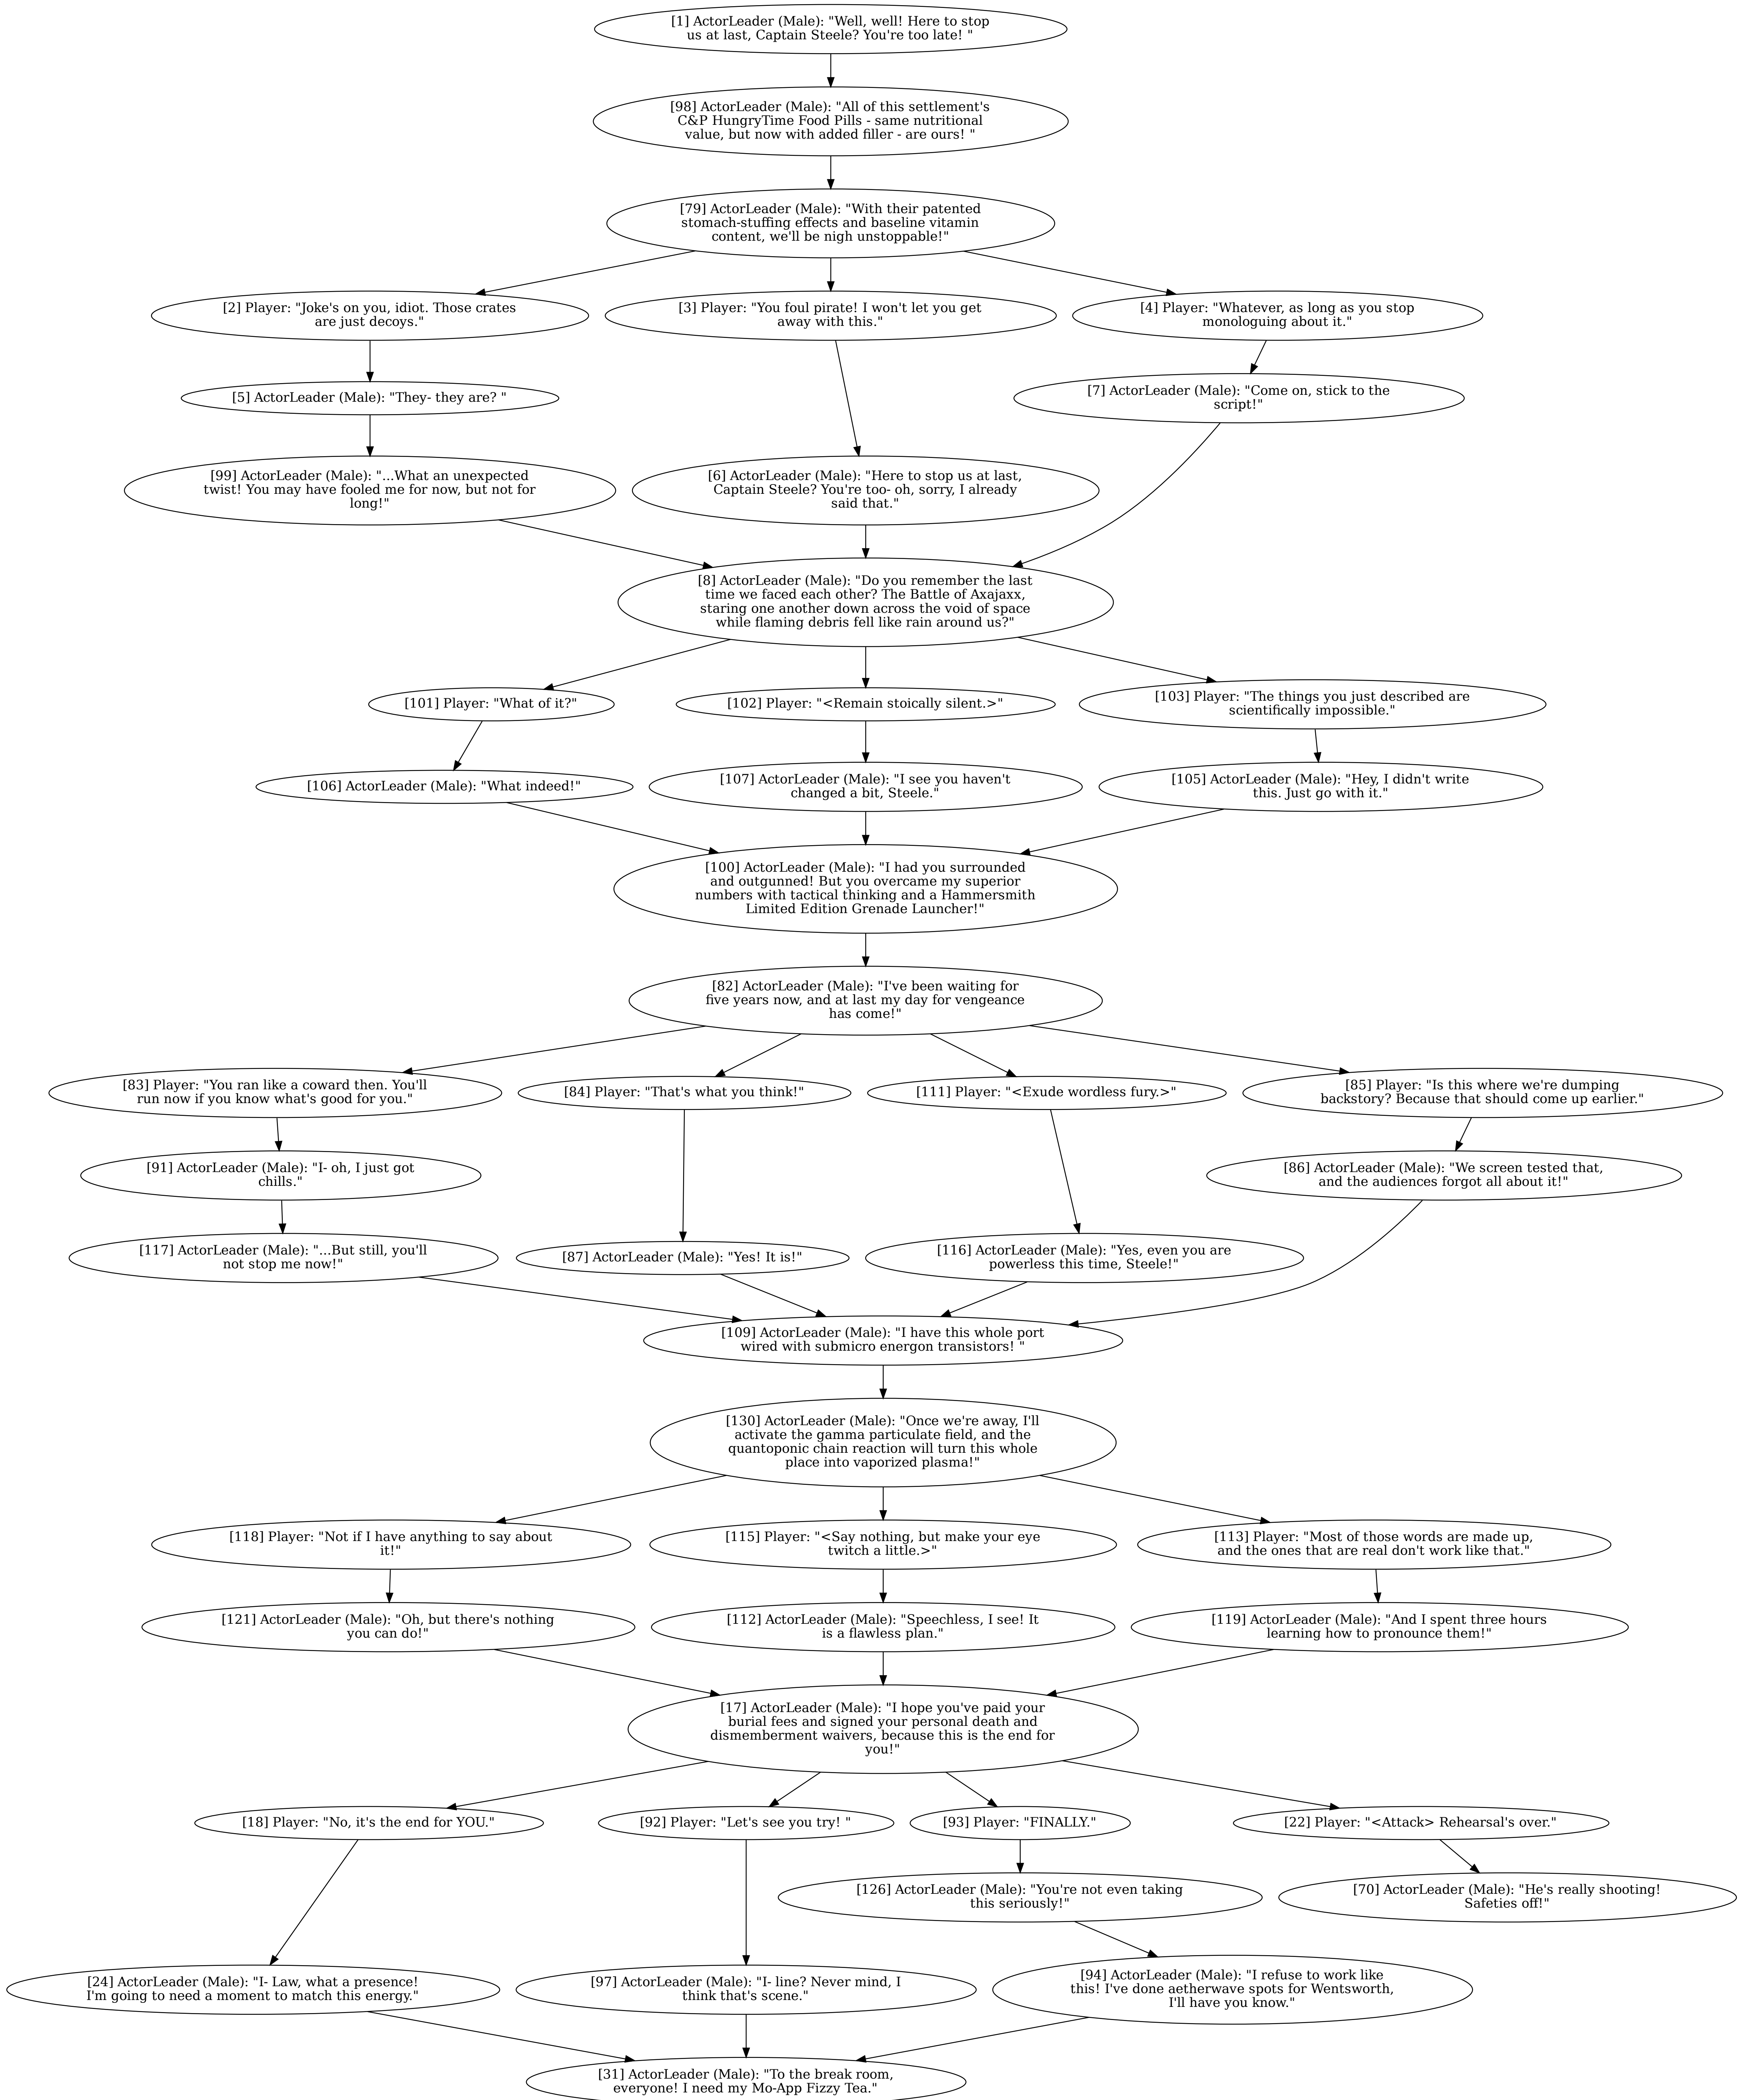 [1] ActorLeader (Male): "Well, well! Here to stop
us at last, Captain Steele? You're too late! "
[98] ActorLeader (Male): "All of this settlement's
C&P HungryTime Food Pills - same nutritional
value, but now with added filler - are ours! "
[79] ActorLeader (Male): "With their patented
stomach-stuffing effects and baseline vitamin
content, we'll be nigh unstoppable!"
[2] Player: "Joke's on you, idiot. Those crates
are just decoys."
[3] Player: "You foul pirate! I won't let you get
away with this."
[4] Player: "Whatever, as long as you stop
monologuing about it."
[5] ActorLeader (Male): "They- they are? "
[7] ActorLeader (Male): "Come on, stick to the
script!"
[99] ActorLeader (Male): "...What an unexpected
twist! You may have fooled me for now, but not for
long!"
[6] ActorLeader (Male): "Here to stop us at last,
Captain Steele? You're too- oh, sorry, I already
said that."
[8] ActorLeader (Male): "Do you remember the last
time we faced each other? The Battle of Axajaxx,
staring one another down across the void of space
while flaming debris fell like rain around us?"
[101] Player: "What of it?"
[102] Player: "<Remain stoically silent.>"
[103] Player: "The things you just described are
scientifically impossible."
[106] ActorLeader (Male): "What indeed!"
[107] ActorLeader (Male): "I see you haven't
changed a bit, Steele."
[105] ActorLeader (Male): "Hey, I didn't write
this. Just go with it."
[100] ActorLeader (Male): "I had you surrounded
and outgunned! But you overcame my superior
numbers with tactical thinking and a Hammersmith
Limited Edition Grenade Launcher!"
[82] ActorLeader (Male): "I've been waiting for
five years now, and at last my day for vengeance
has come!"
[83] Player: "You ran like a coward then. You'll
run now if you know what's good for you."
[84] Player: "That's what you think!"
[111] Player: "<Exude wordless fury.>"
[85] Player: "Is this where we're dumping
backstory? Because that should come up earlier."
[91] ActorLeader (Male): "I- oh, I just got
chills."
[86] ActorLeader (Male): "We screen tested that,
and the audiences forgot all about it!"
[117] ActorLeader (Male): "...But still, you'll
not stop me now!"
[87] ActorLeader (Male): "Yes! It is!"
[116] ActorLeader (Male): "Yes, even you are
powerless this time, Steele!"
[109] ActorLeader (Male): "I have this whole port
wired with submicro energon transistors! "
[130] ActorLeader (Male): "Once we're away, I'll
activate the gamma particulate field, and the
quantoponic chain reaction will turn this whole
place into vaporized plasma!"
[118] Player: "Not if I have anything to say about
it!"
[115] Player: "<Say nothing, but make your eye
twitch a little.>"
[113] Player: "Most of those words are made up,
and the ones that are real don't work like that."
[121] ActorLeader (Male): "Oh, but there's nothing
you can do!"
[112] ActorLeader (Male): "Speechless, I see! It
is a flawless plan."
[119] ActorLeader (Male): "And I spent three hours
learning how to pronounce them!"
[17] ActorLeader (Male): "I hope you've paid your
burial fees and signed your personal death and
dismemberment waivers, because this is the end for
you!"
[18] Player: "No, it's the end for YOU."
[92] Player: "Let's see you try! "
[93] Player: "FINALLY."
[22] Player: "<Attack> Rehearsal's over."
[126] ActorLeader (Male): "You're not even taking
this seriously!"
[70] ActorLeader (Male): "He's really shooting!
Safeties off!"
[24] ActorLeader (Male): "I- Law, what a presence!
I'm going to need a moment to match this energy."
[97] ActorLeader (Male): "I- line? Never mind, I
think that's scene."
[94] ActorLeader (Male): "I refuse to work like
this! I've done aetherwave spots for Wentsworth,
I'll have you know."
[31] ActorLeader (Male): "To the break room,
everyone! I need my Mo-App Fizzy Tea."